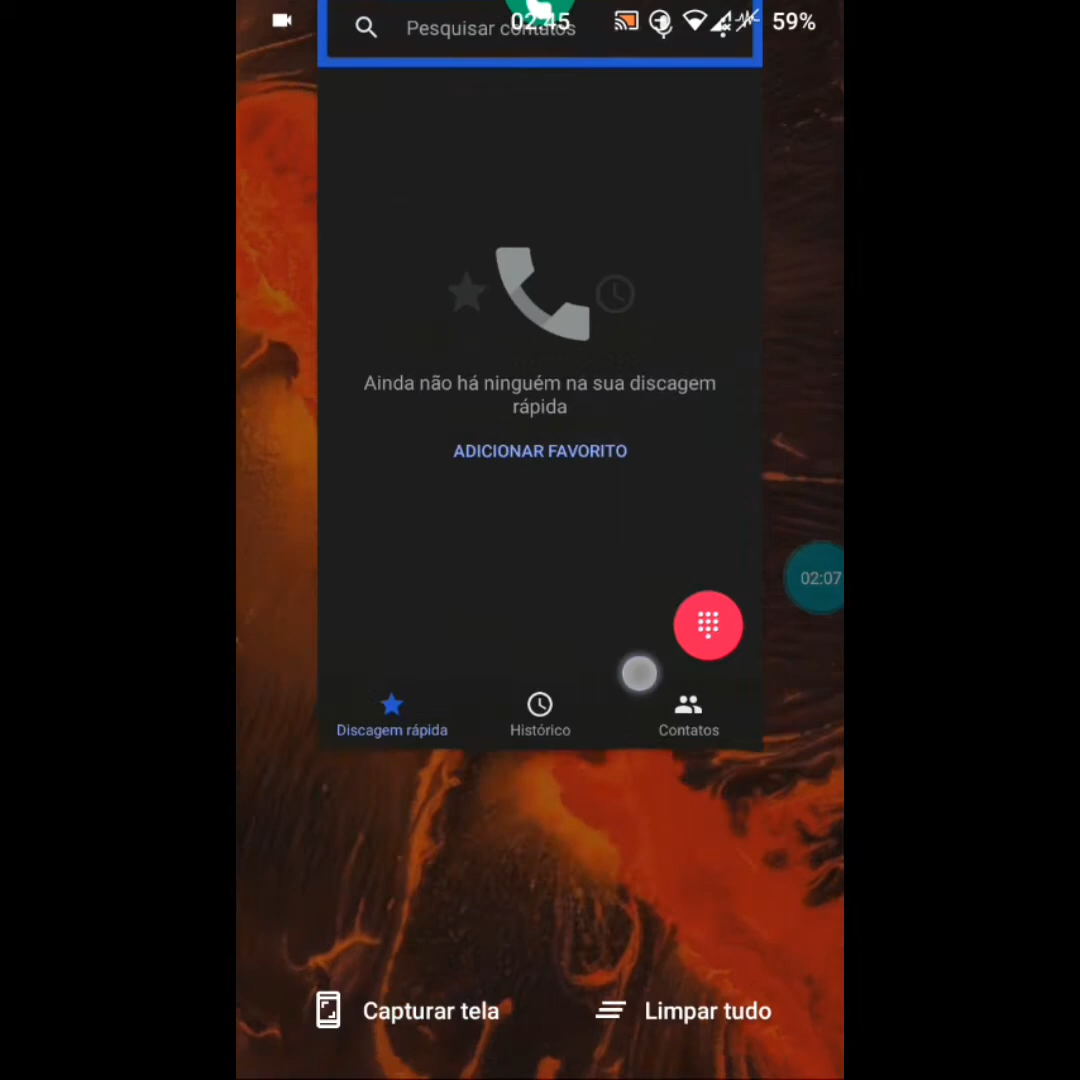 02:45
59%
Pesquisar contatos
Ainda não há ninguém na sua discagem
rápida
ADICIONAR FAVORITO
02:07
Discagem rápida
Histórico
Contatos
Capturar tela
Limpar tudo